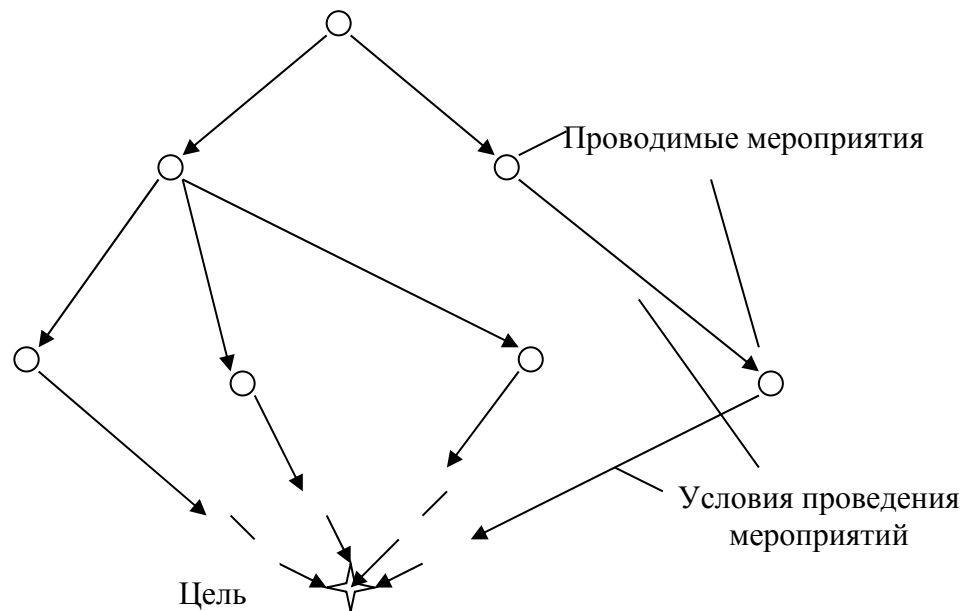 Проводимые мероприятия
Условия проведения
мероприятий
Цель